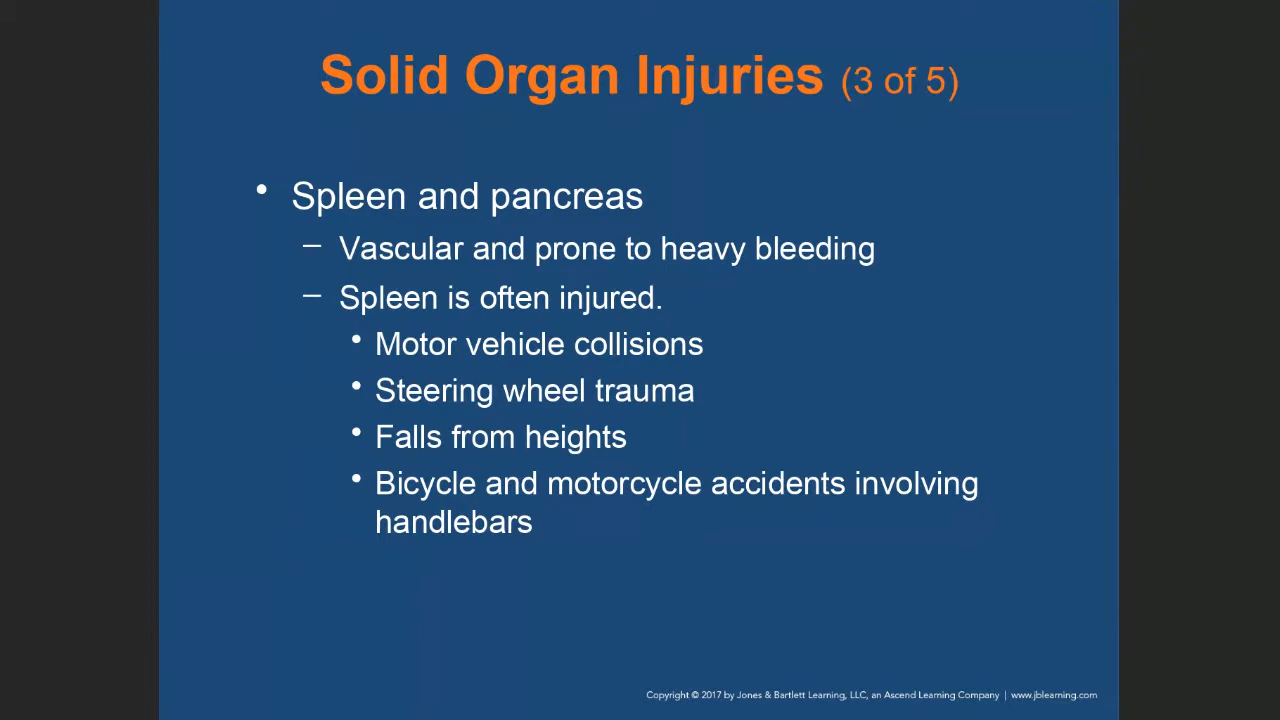 Solid Organ Injuries (3 of 5)
• Spleen and pancreas
– Vascular and prone to heavy bleeding
– Spleen is often injured.
• Motor vehicle collisions
• Steering wheel trauma
• Falls from heights
• Bicycle and motorcycle accidents involving
handlebars
Copyright © 2017 by Jones & Bartlett Learning, LLC, an Ascend Learning Company | www.jblearning.com